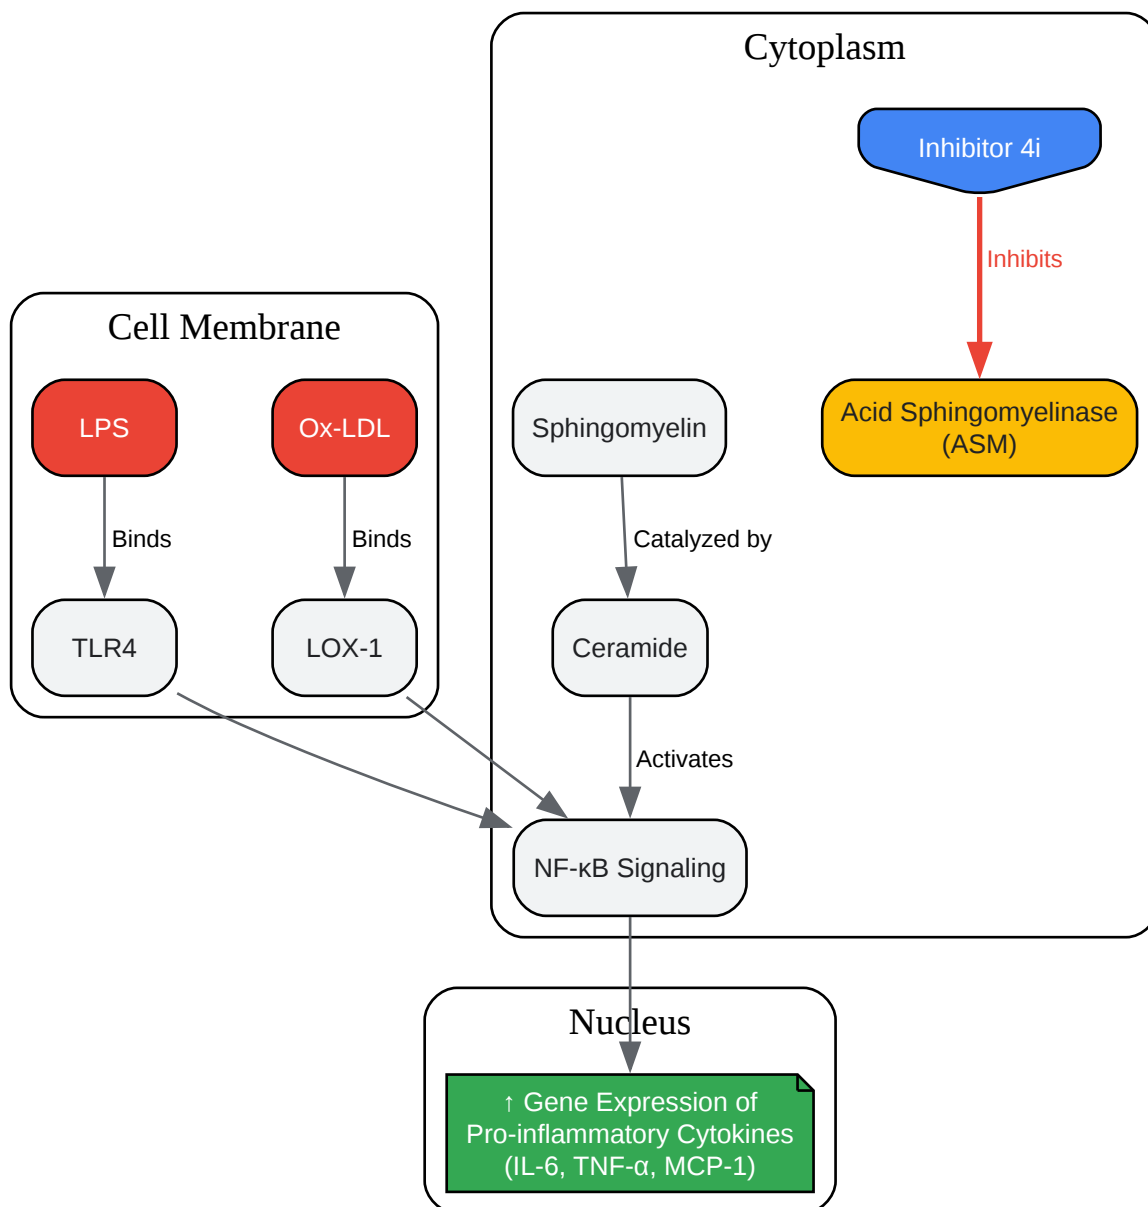 Cytoplasm
Inhibitor 4i
Inhibits
Cell Membrane
LPS
Ox-LDL
Sphingomyelin
Acid Sphingomyelinase
(ASM)
Binds
Binds
Catalyzed by
TLR4
LOX-1
Ceramide
Activates
NF-κB Signaling
Nucleus
↑ Gene Expression of
Pro-inflammatory Cytokines
(IL-6, TNF-α, MCP-1)